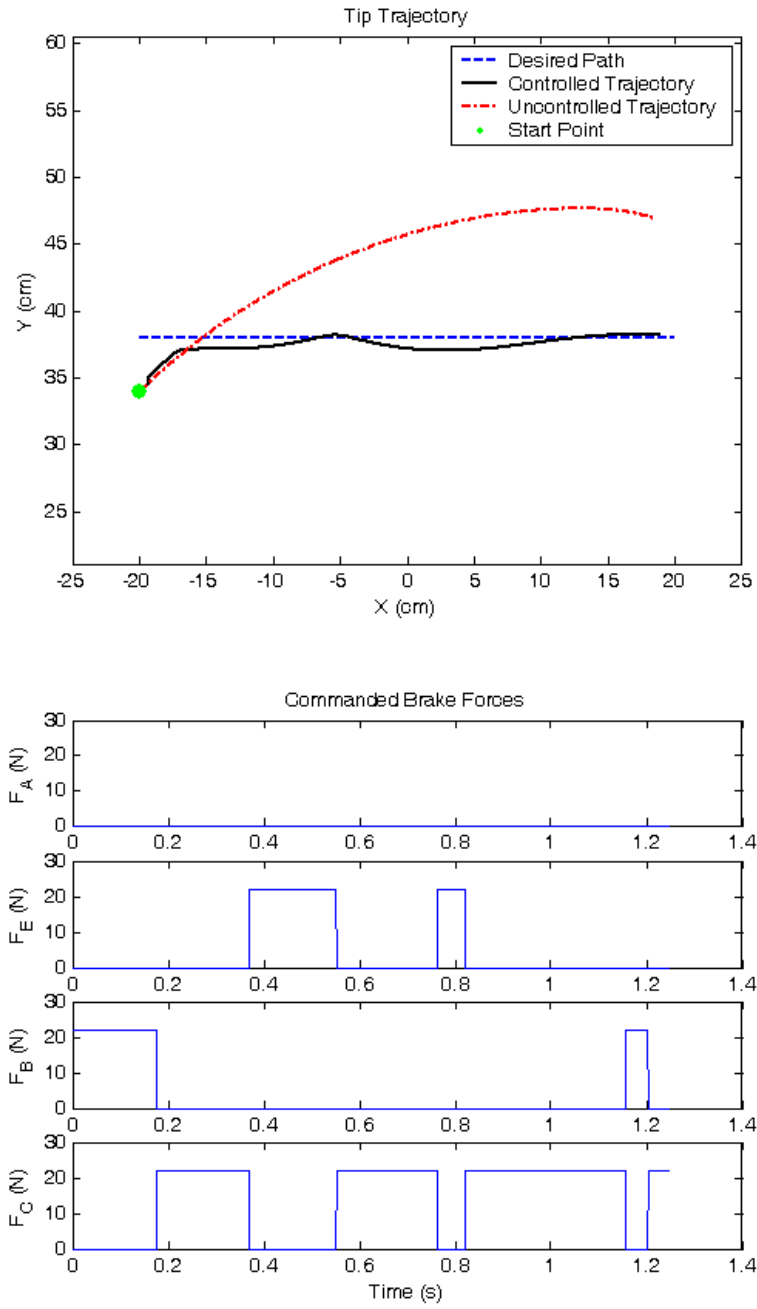 Tip Trajectory
60
55
50
45
40
35
30
25
Y (cm)
Desired Path
Controlled Trajectory
Uncontrolled Trajectory
Start Point
-25 -20 -15 -10 -5 0 5 10 15 20 25
X (cm)
Commanded Brake Forces
30
20
10
0
F_A (N)
0 0.2 0.4 0.6 0.8 1 1.2 1.4
30
20
10
0
F_E (N)
0 0.2 0.4 0.6 0.8 1 1.2 1.4
30
20
10
0
F_B (N)
0 0.2 0.4 0.6 0.8 1 1.2 1.4
30
20
10
0
F_C (N)
0 0.2 0.4 0.6 0.8 1 1.2 1.4
Time (s)